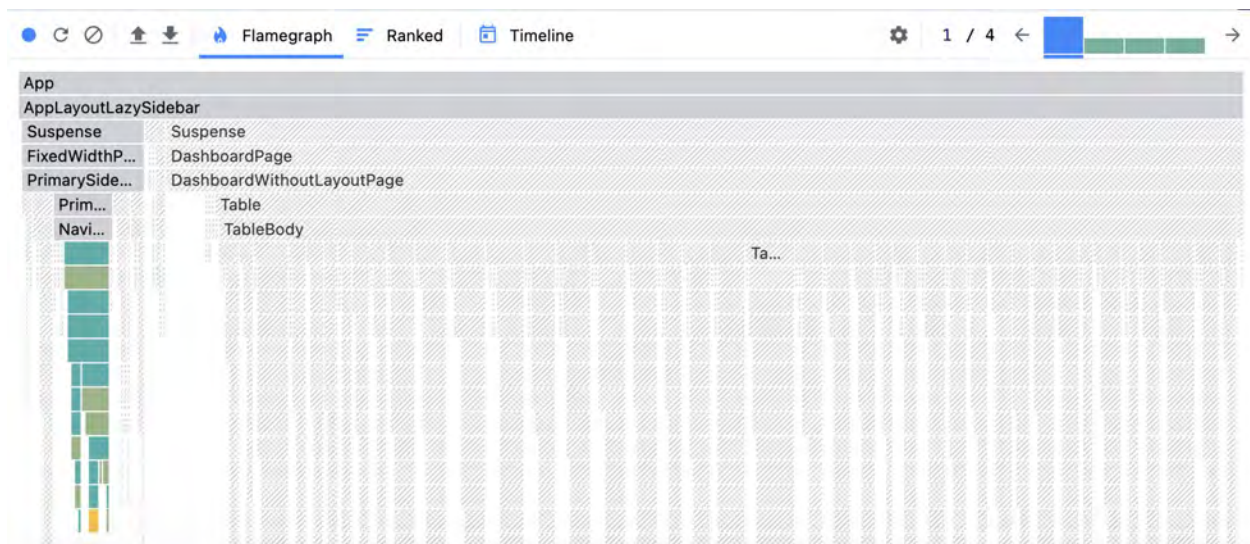 Flamegraph Ranked Timeline 1 / 4
App
AppLayoutLazySidebar
Suspense Suspense
FixedWidthP... DashboardPage
PrimarySide... DashboardWithoutLayoutPage
Prim... Table
Navi... TableBody
Ta...